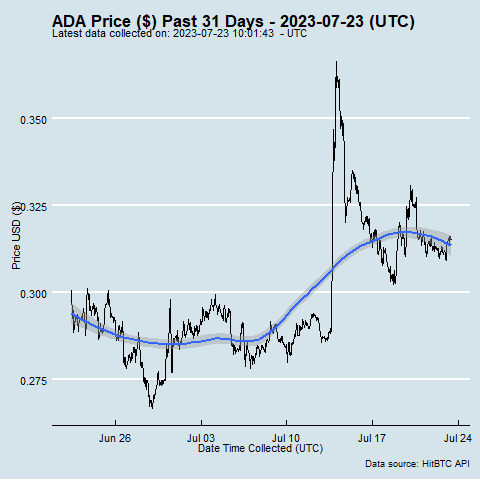 ADA Price ($) Past 31 Days - 2023-07-23 (UTC)
Latest data collected on: 2023-07-23 10:01:43  - UTC
0.350
0.325
0.300
0.275
Price USD ($)
Jun 26
Jul 03
Jul 10
Jul 17
Jul 24
Date Time Collected (UTC)
Data source: HitBTC API